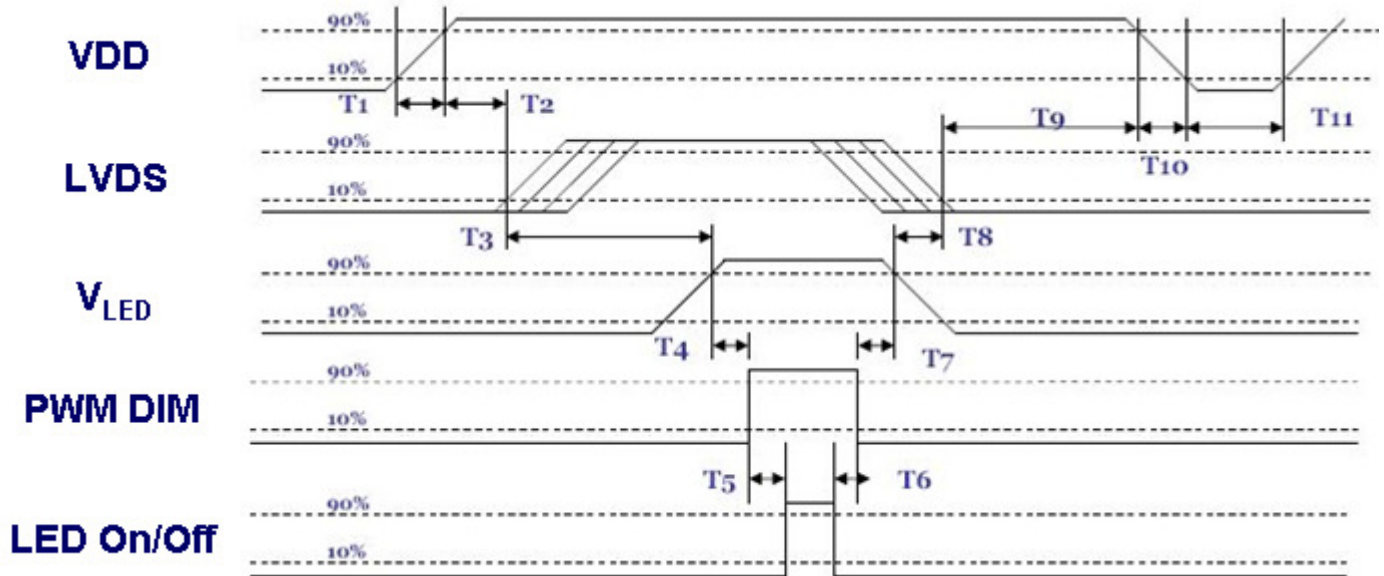 90%
VDD
10%
T1 T2 T9 T11
90%
T10
LVDS
10%
T3 T8
90%
VLED
10%
T4 T7
90%
PWM DIM
10%
T5 T6
90%
LED On/Off
10%